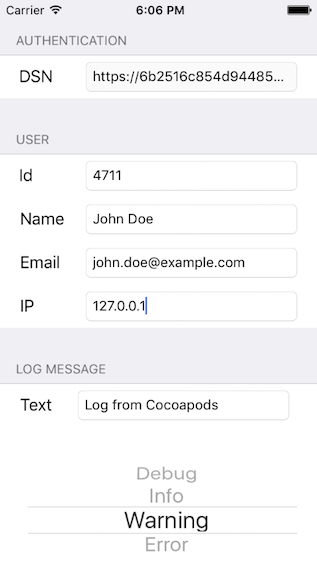 Carrier 6:06 PM
AUTHENTICATION
DSN https://6b2516c854d94485...
USER
Id 4711
Name John Doe
Email john.doe@example.com
IP 127.0.0.1
LOG MESSAGE
Text Log from Cocoapods
Debug
Info
Warning
Error